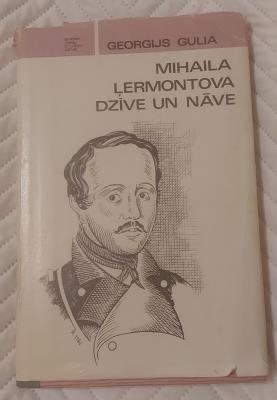 GEORGIJS GULIA
MIHAILA
ĻERMONTOVA
DZĪVE UN NĀVE